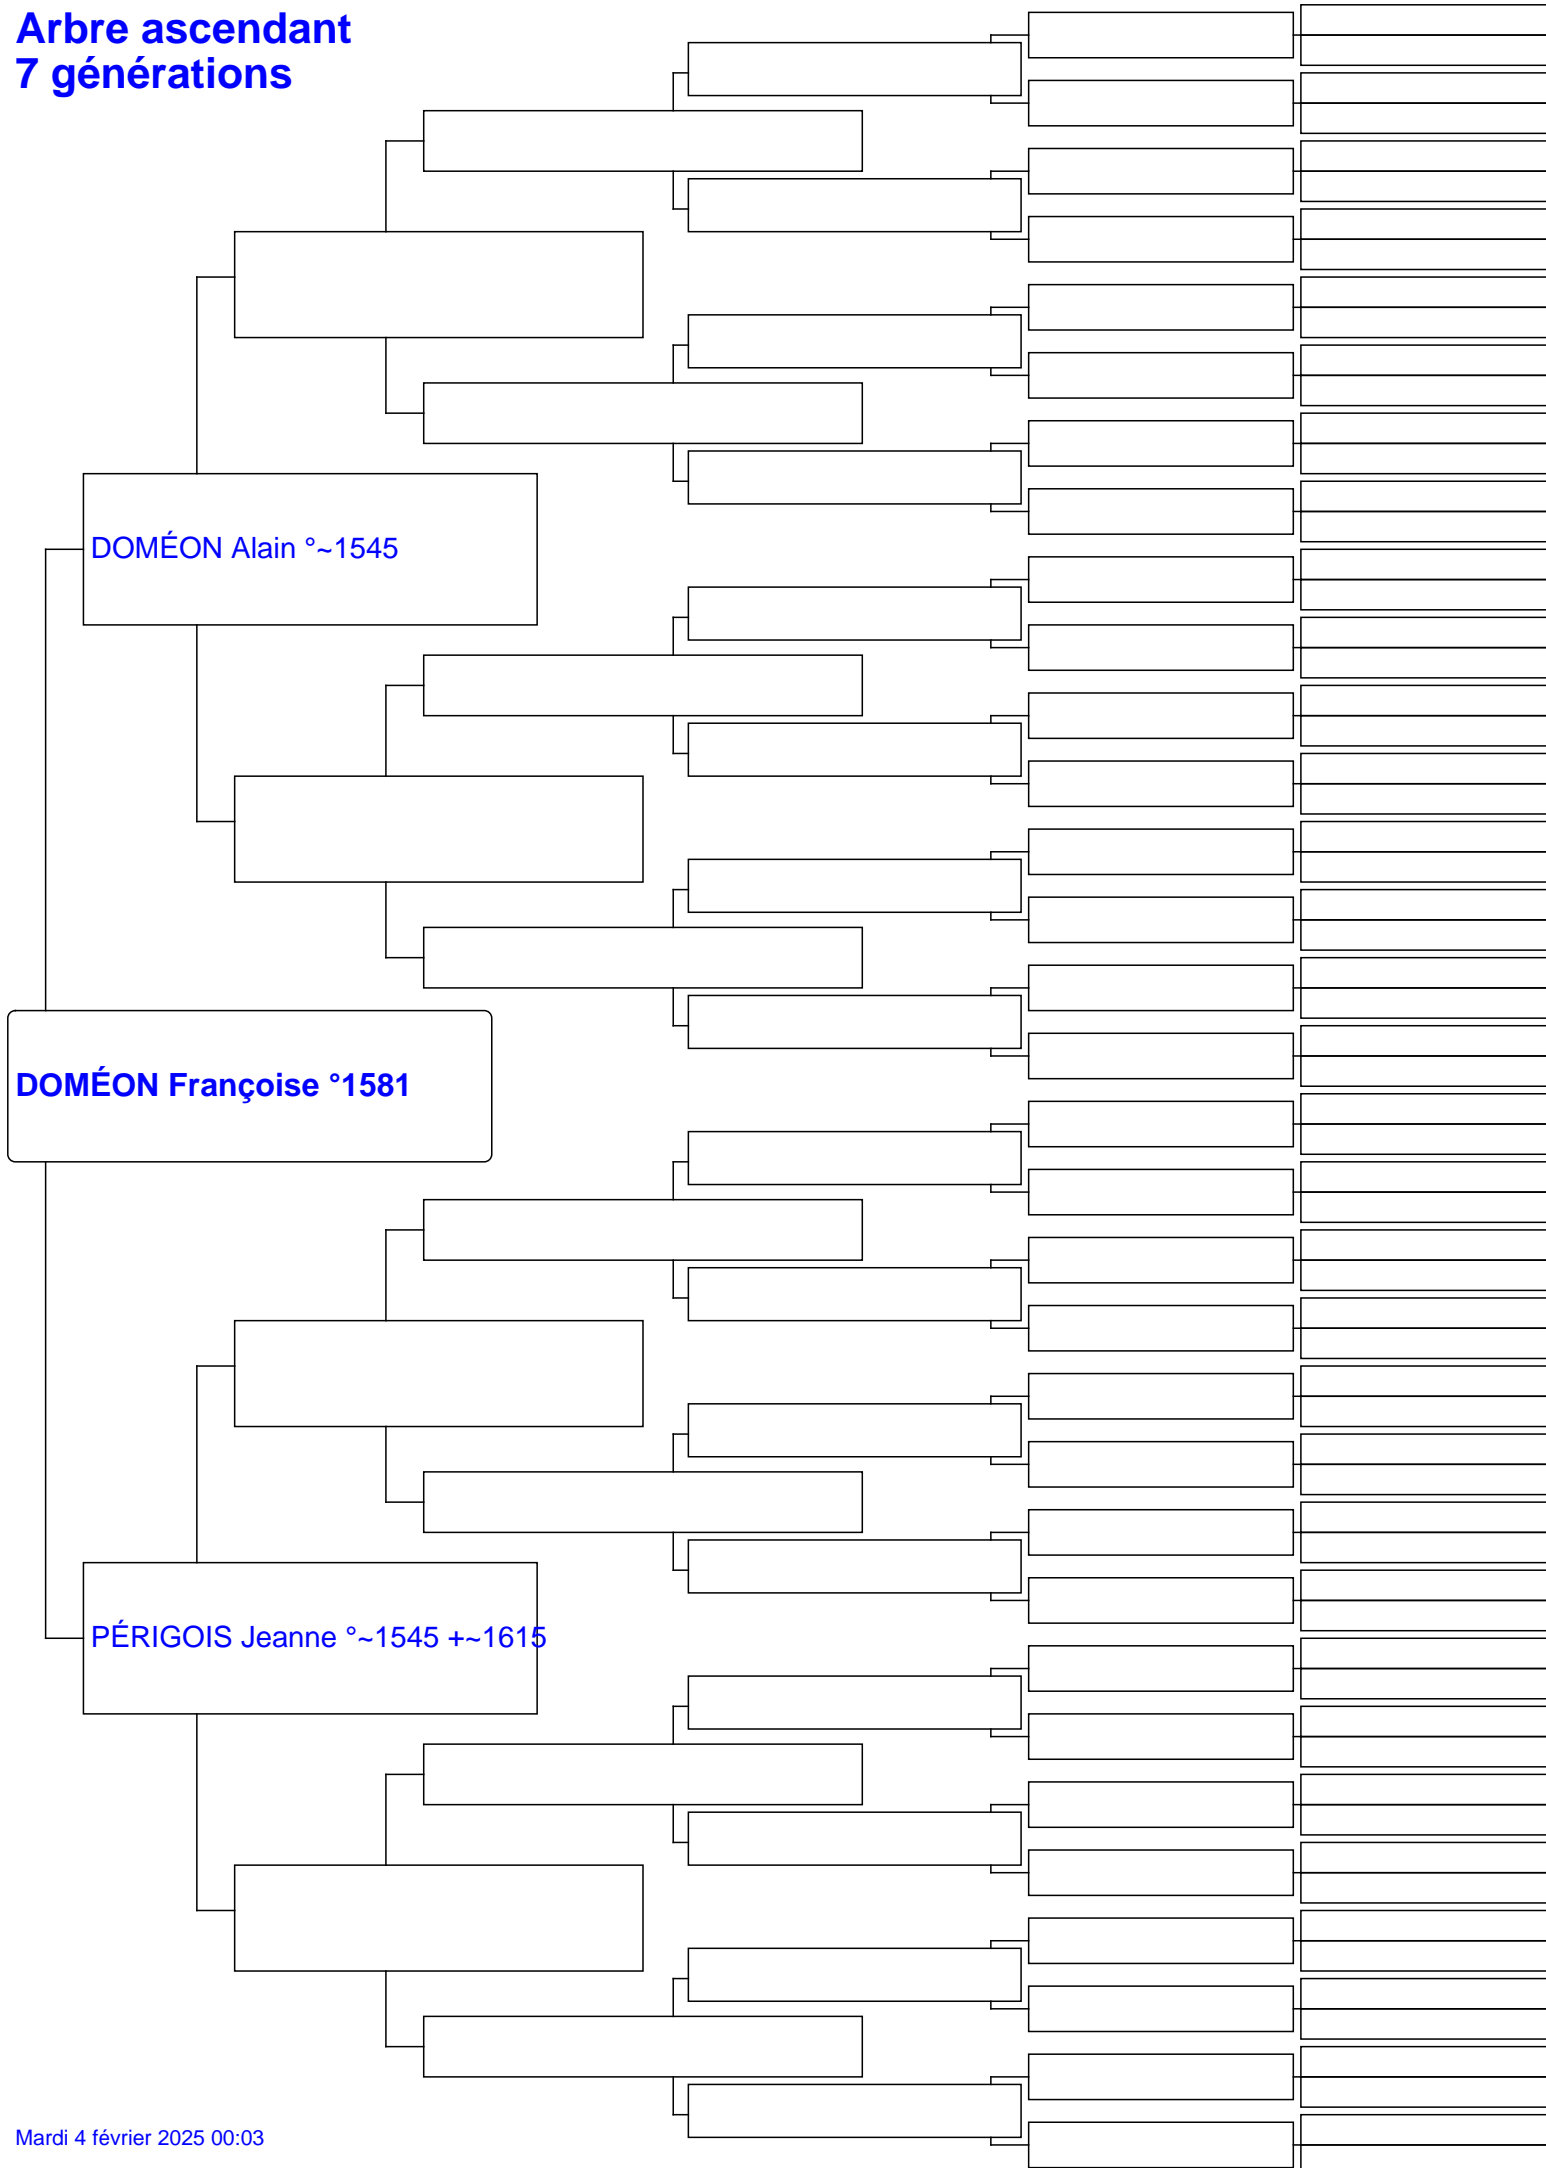 Arbre ascendant
7 générations
DOMÉON Alain °~1545
DOMÉON Françoise °1581
PÉRIGOIS Jeanne °~1545 +~1615
Mardi 4 février 2025 00:03